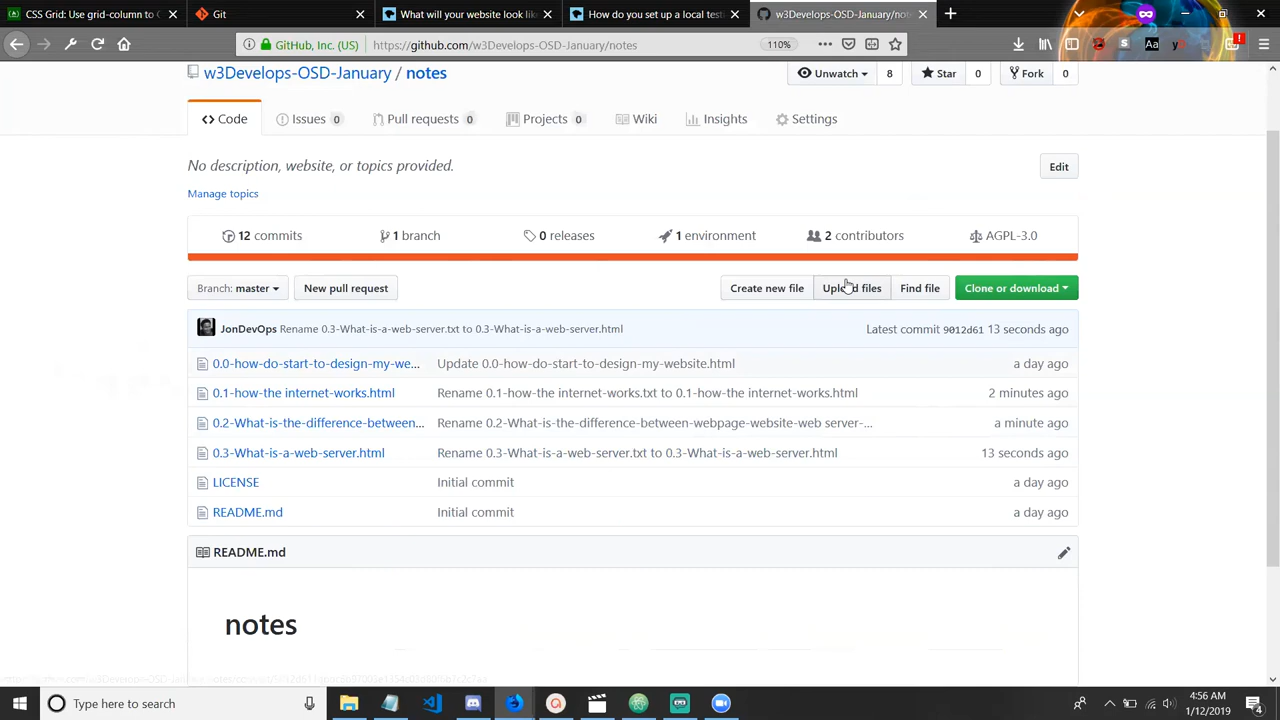 CSS Grid: Use grid-column to C
Git
What will your website look lik
How do you set up a local testi
w3Develops-OSD-January/note
GitHub, Inc. (US)
https://github.com/w3Develops-OSD-January/notes
110%
w3Develops-OSD-January / notes
Unwatch 8
Star 0
Fork 0
Code
Issues 0
Pull requests 0
Projects 0
Wiki
Insights
Settings
No description, website, or topics provided.
Edit
Manage topics
12 commits
1 branch
0 releases
1 environment
2 contributors
AGPL-3.0
Branch: master
New pull request
Create new file
Upload files
Find file
Clone or download
JonDevOps Rename 0.3-What-is-a-web-server.txt to 0.3-What-is-a-web-server.html
Latest commit 9012d61 13 seconds ago
0.0-how-do-start-to-design-my-we... Update 0.0-how-do-start-to-design-my-website.html a day ago
0.1-how-the internet-works.html Rename 0.1-how-the internet-works.txt to 0.1-how-the internet-works.html 2 minutes ago
0.2-What-is-the-difference-between... Rename 0.2-What-is-the-difference-between-webpage-website-web server-... a minute ago
0.3-What-is-a-web-server.html Rename 0.3-What-is-a-web-server.txt to 0.3-What-is-a-web-server.html 13 seconds ago
LICENSE Initial commit a day ago
README.md Initial commit a day ago
README.md
notes
Type here to search
4:56 AM
1/12/2019
4